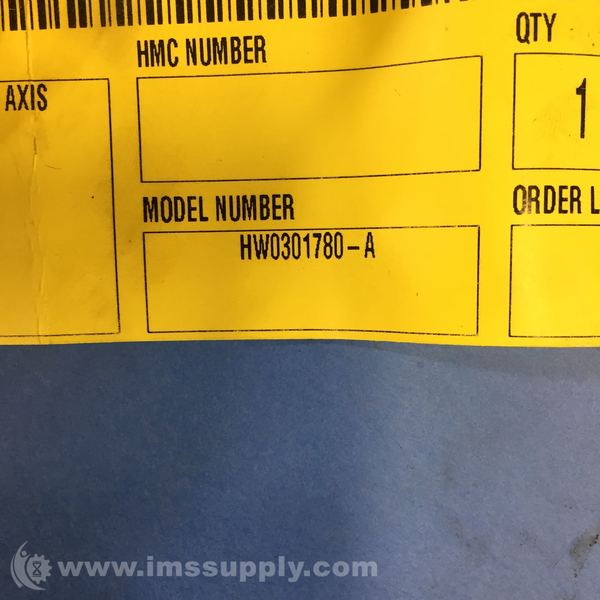 HMC NUMBER
QTY
AXIS
1
MODEL NUMBER
ORDER L
HW0301780-A
www.imssupply.com